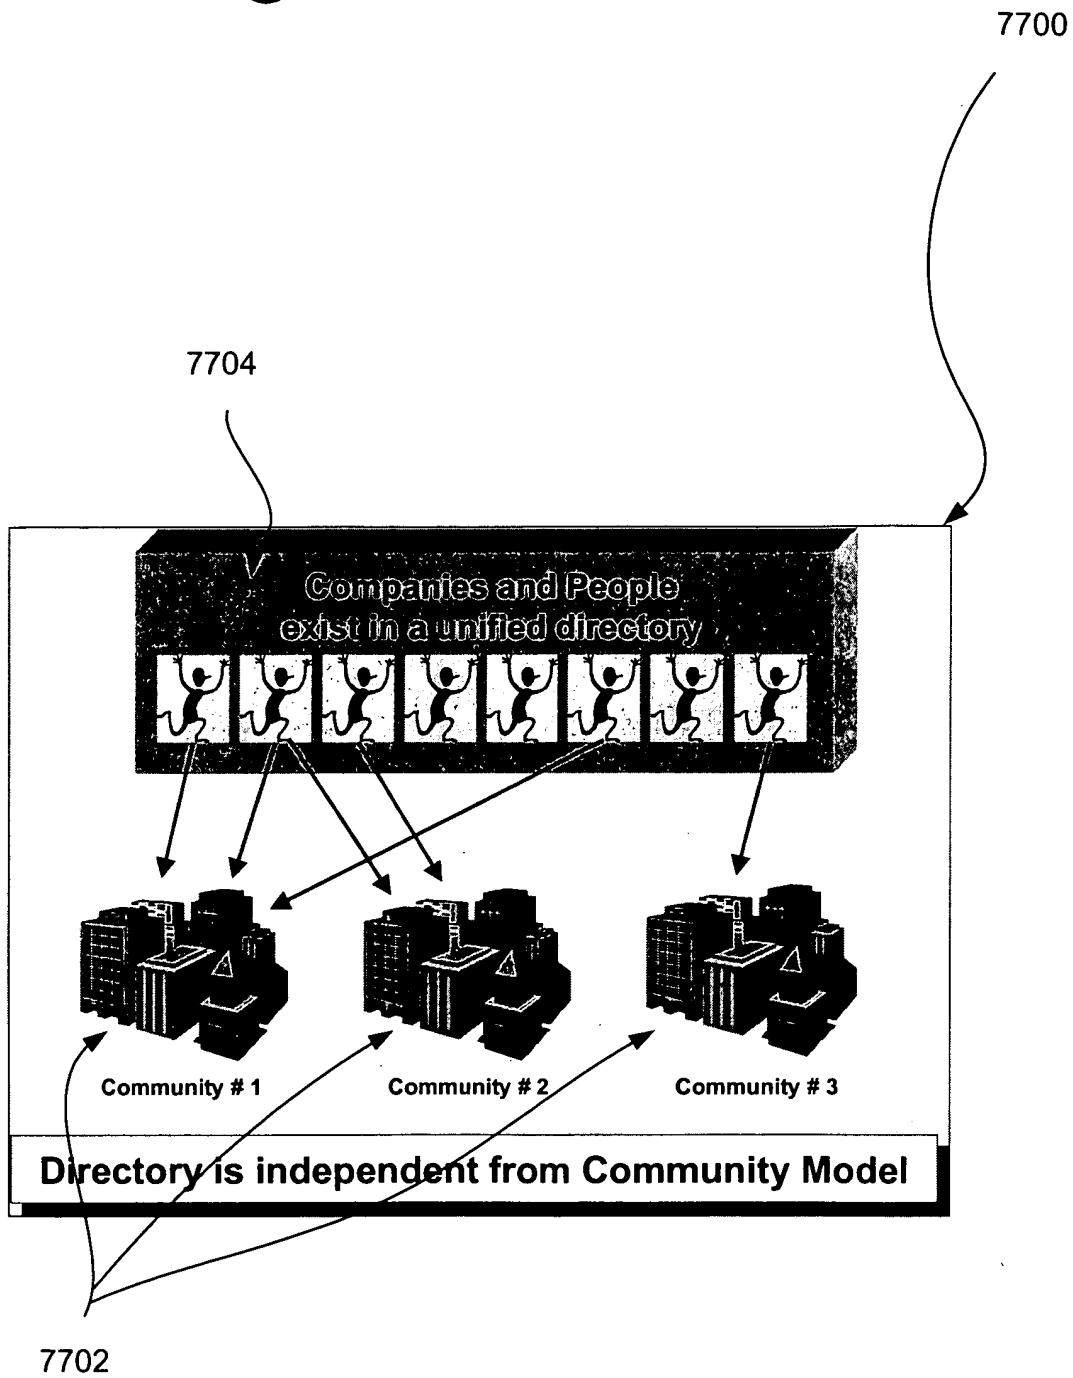 7700
7704
Companies and People
exist in a unified directory
Community # 1
Community # 2
Community # 3
Directory is independent from Community Model
7702